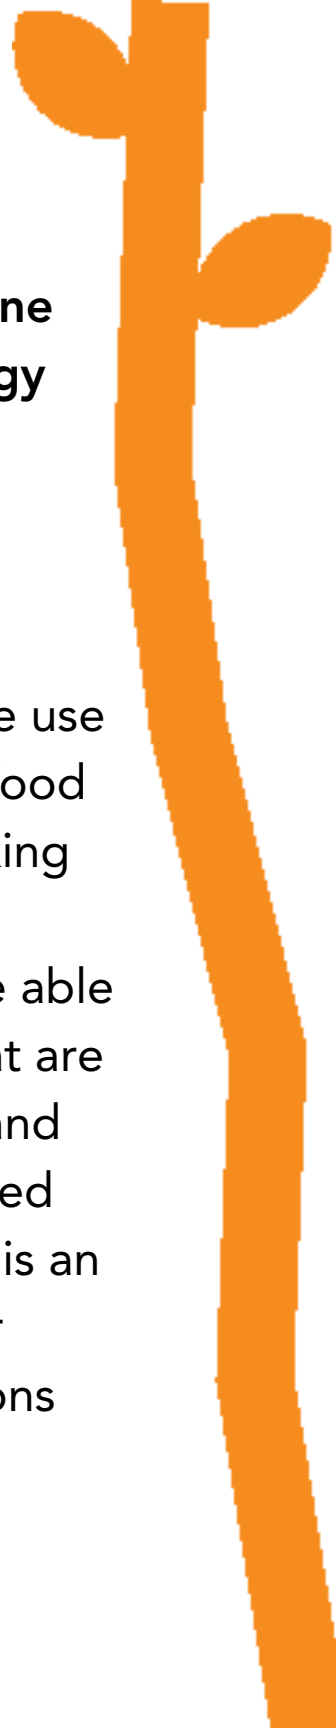 ne
gy
e use
ood
ing
e able
at are
and
ed
is an
ons